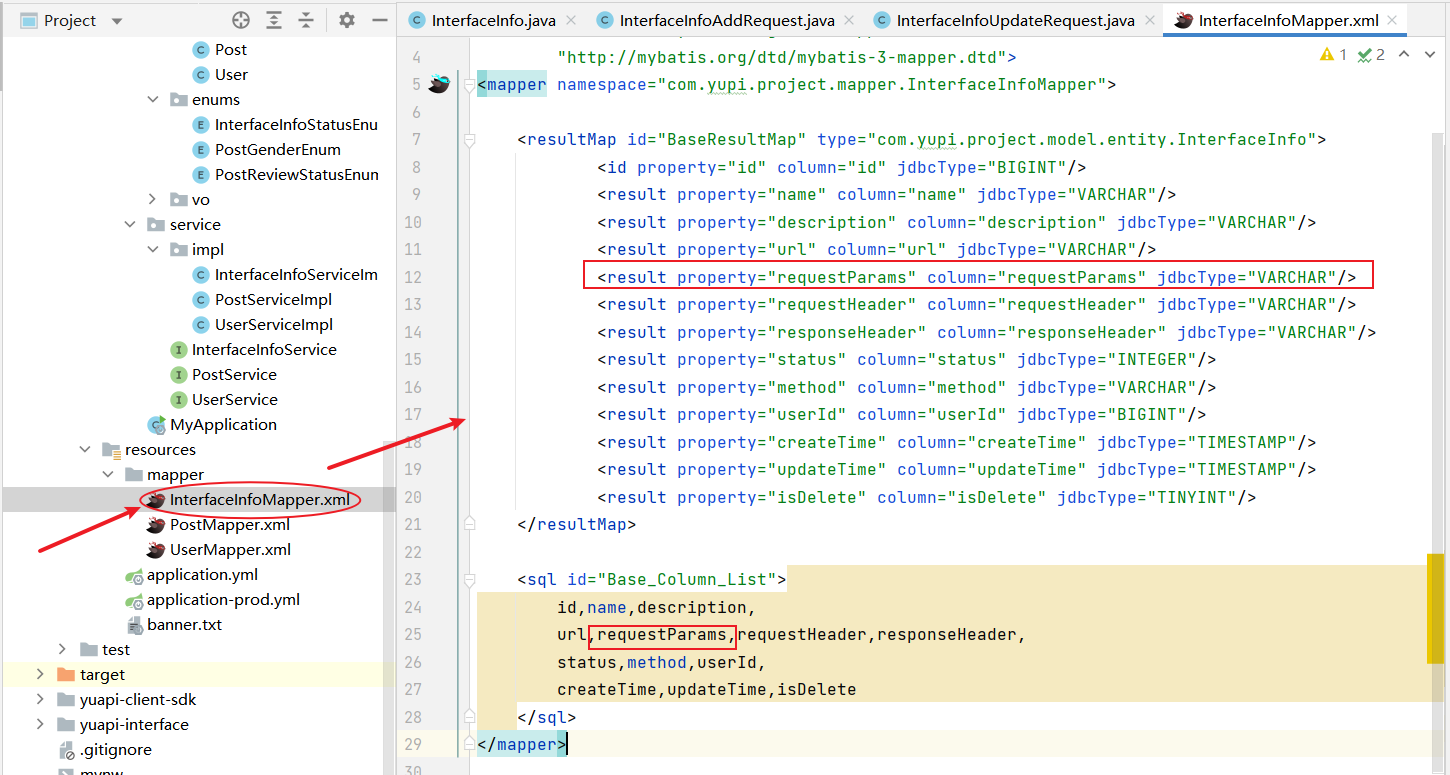 Project
InterfaceInfo.java
InterfaceInfoAddRequest.java
InterfaceInfoUpdateRequest.java
InterfaceInfoMapper.xml
Post
User
enums
InterfaceInfoStatusEnu
PostGenderEnum
PostReviewStatusEnun
vo
service
impl
InterfaceInfoServiceIm
PostServiceImpl
UserServiceImpl
InterfaceInfoService
PostService
UserService
MyApplication
resources
mapper
InterfaceInfoMapper.xml
PostMapper.xml
UserMapper.xml
application.yml
application-prod.yml
banner.txt
test
target
yuapi-client-sdk
yuapi-interface
.gitignore
1 2
4 "http://mybatis.org/dtd/mybatis-3-mapper.dtd">
5 <mapper namespace="com.yupi.project.mapper.InterfaceInfoMapper">
6
7 <resultMap id="BaseResultMap" type="com.yupi.project.model.entity.InterfaceInfo">
8 <id property="id" column="id" jdbcType="BIGINT"/>
9 <result property="name" column="name" jdbcType="VARCHAR"/>
10 <result property="description" column="description" jdbcType="VARCHAR"/>
11 <result property="url" column="url" jdbcType="VARCHAR"/>
12 <result property="requestParams" column="requestParams" jdbcType="VARCHAR"/>
13 <result property="requestHeader" column="requestHeader" jdbcType="VARCHAR"/>
14 <result property="responseHeader" column="responseHeader" jdbcType="VARCHAR"/>
15 <result property="status" column="status" jdbcType="INTEGER"/>
16 <result property="method" column="method" jdbcType="VARCHAR"/>
17 <result property="userId" column="userId" jdbcType="BIGINT"/>
18 <result property="createTime" column="createTime" jdbcType="TIMESTAMP"/>
19 <result property="updateTime" column="updateTime" jdbcType="TIMESTAMP"/>
20 <result property="isDelete" column="isDelete" jdbcType="TINYINT"/>
21 </resultMap>
22
23 <sql id="Base_Column_List">
24 id,name,description,
25 url,requestParams,requestHeader,responseHeader,
26 status,method,userId,
27 createTime,updateTime,isDelete
28 </sql>
29 </mapper>
30